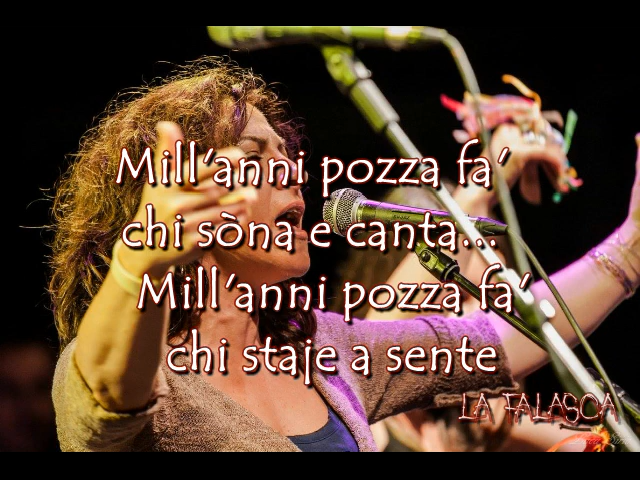 Mill'anni pozza fa'
chi sòna e canta...
Mill'anni pozza fa'
chi staje a sente
LA FALASCA